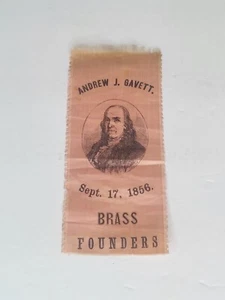 ANDREW J. GAVETT.
Sept. 17, 1856.
BRASS
FOUNDERS